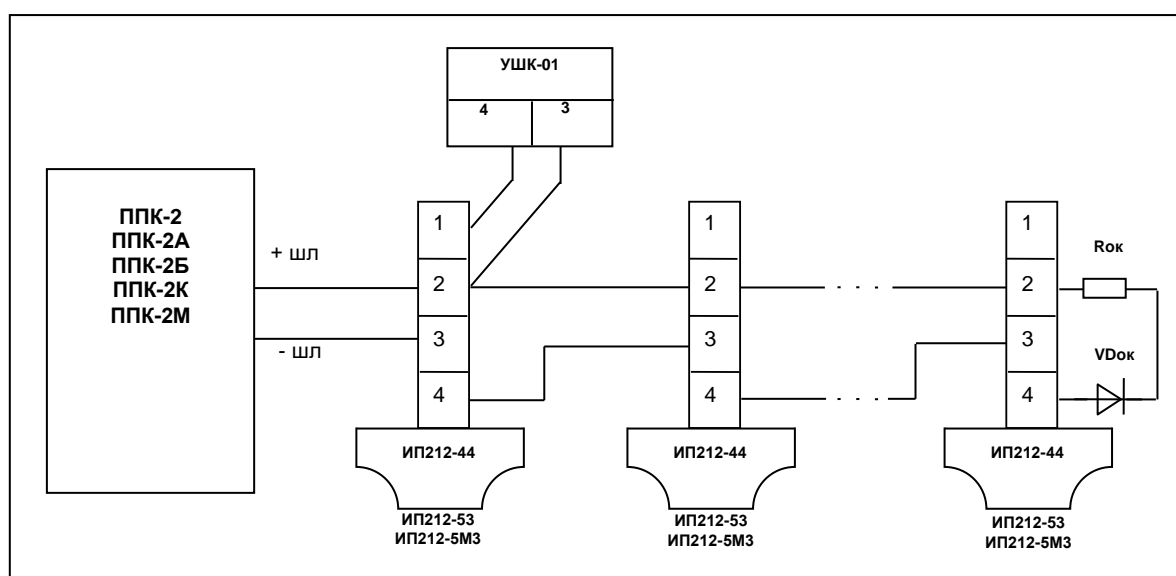 УШК-01
4 3
ППК-2
ППК-2А
ППК-2Б
ППК-2К
ППК-2М
+ шл
- шл
1
2
3
4
ИП212-44
ИП212-53
ИП212-5М3
1
2
3
4
ИП212-44
ИП212-53
ИП212-5М3
1
2
3
4
ИП212-44
ИП212-53
ИП212-5М3
Rок
VDок